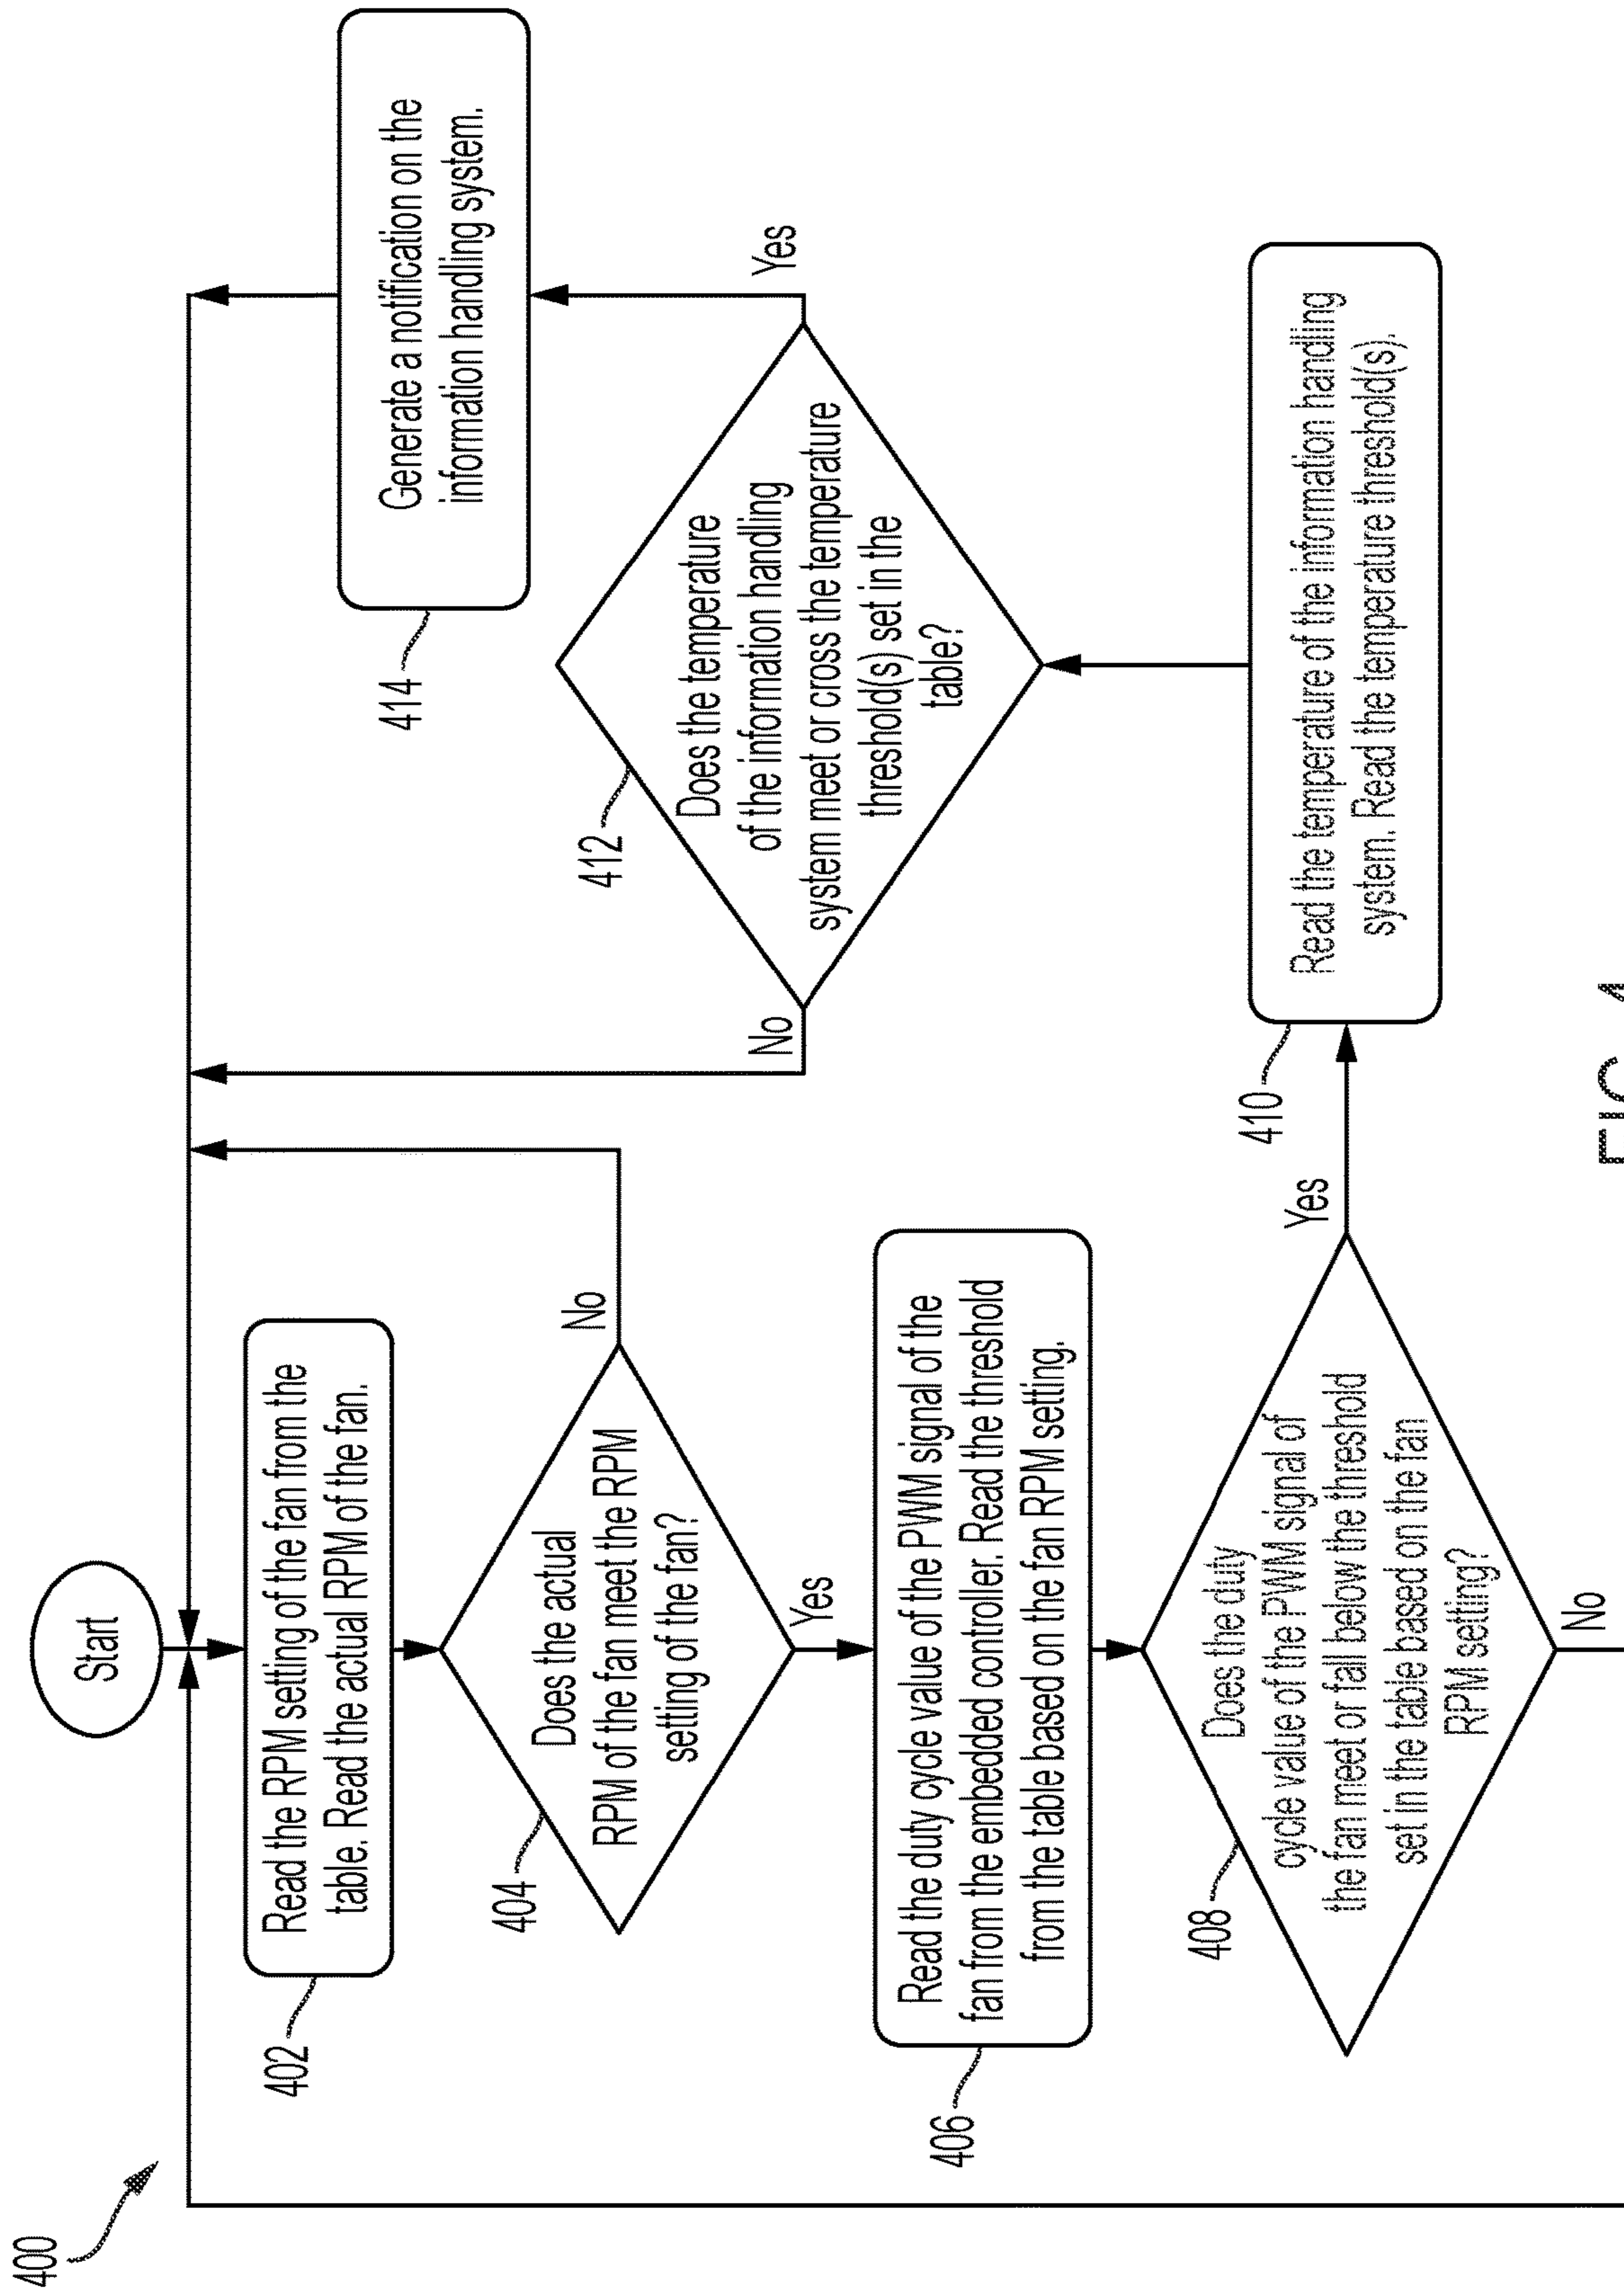 400
Start
402
Read the RPM setting of the fan from the
table. Read the actual RPM of the fan.
404
Does the actual
RPM of the fan meet the RPM
setting of the fan?
No
Yes
406
Read the duty cycle value of the PWM signal of the
fan from the embedded controller. Read the threshold
from the table based on the fan RPM setting.
408
Does the duty
cycle value of the PWM signal of
the fan meet or fall below the threshold
set in the table based on the fan
RPM setting?
Yes
No
410
Read the temperature of the information handling
system. Read the temperature threshold(s).
412
Does the temperature
of the information handling
system meet or cross the temperature
threshold(s) set in the
table?
No
Yes
414
Generate a notification on the
information handling system.
FIG. 4